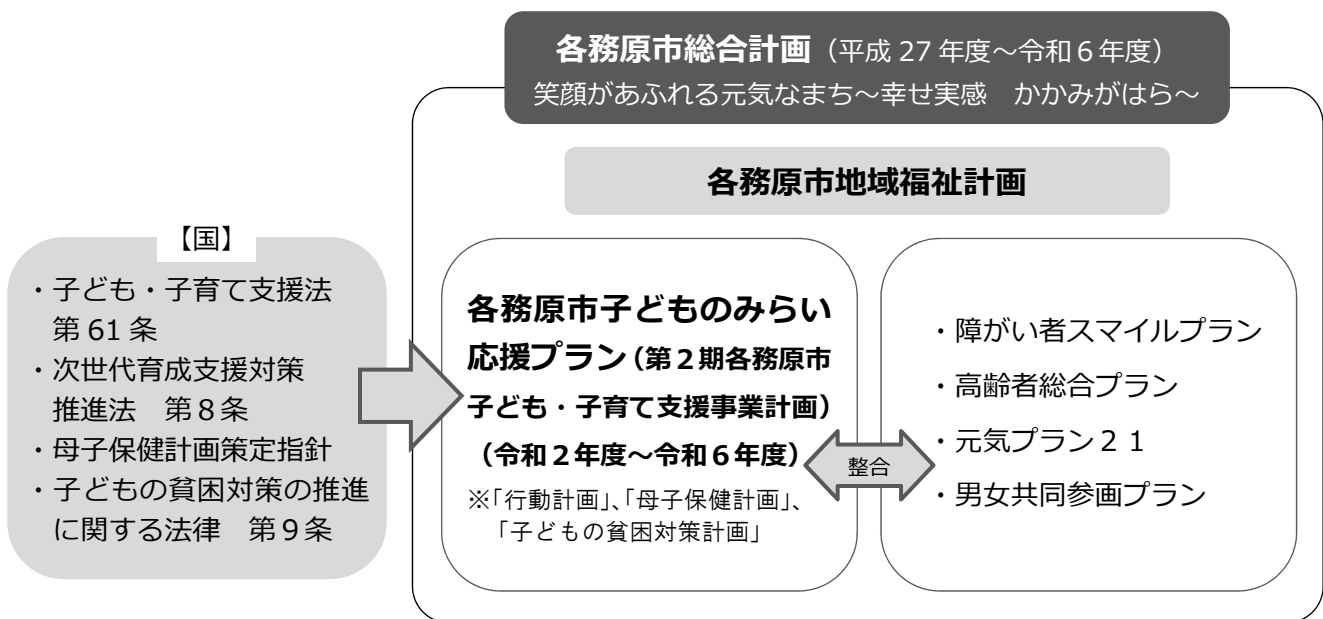 各務原市総合計画（平成 27 年度～令和６年度）
笑顔があふれる元気なまち～幸せ実感　かかみがはら～
各務原市地域福祉計画
【国】
・子ども・子育て支援法
第 61 条
・次世代育成支援対策
推進法　第８条
・母子保健計画策定指針
・子どもの貧困対策の推進
に関する法律　第９条
各務原市子どものみらい
応援プラン（第２期各務原市
子ども・子育て支援事業計画）
（令和２年度～令和６年度）
※「行動計画」、「母子保健計画」、
「子どもの貧困対策計画」
整合
・障がい者スマイルプラン
・高齢者総合プラン
・元気プラン２１
・男女共同参画プラン